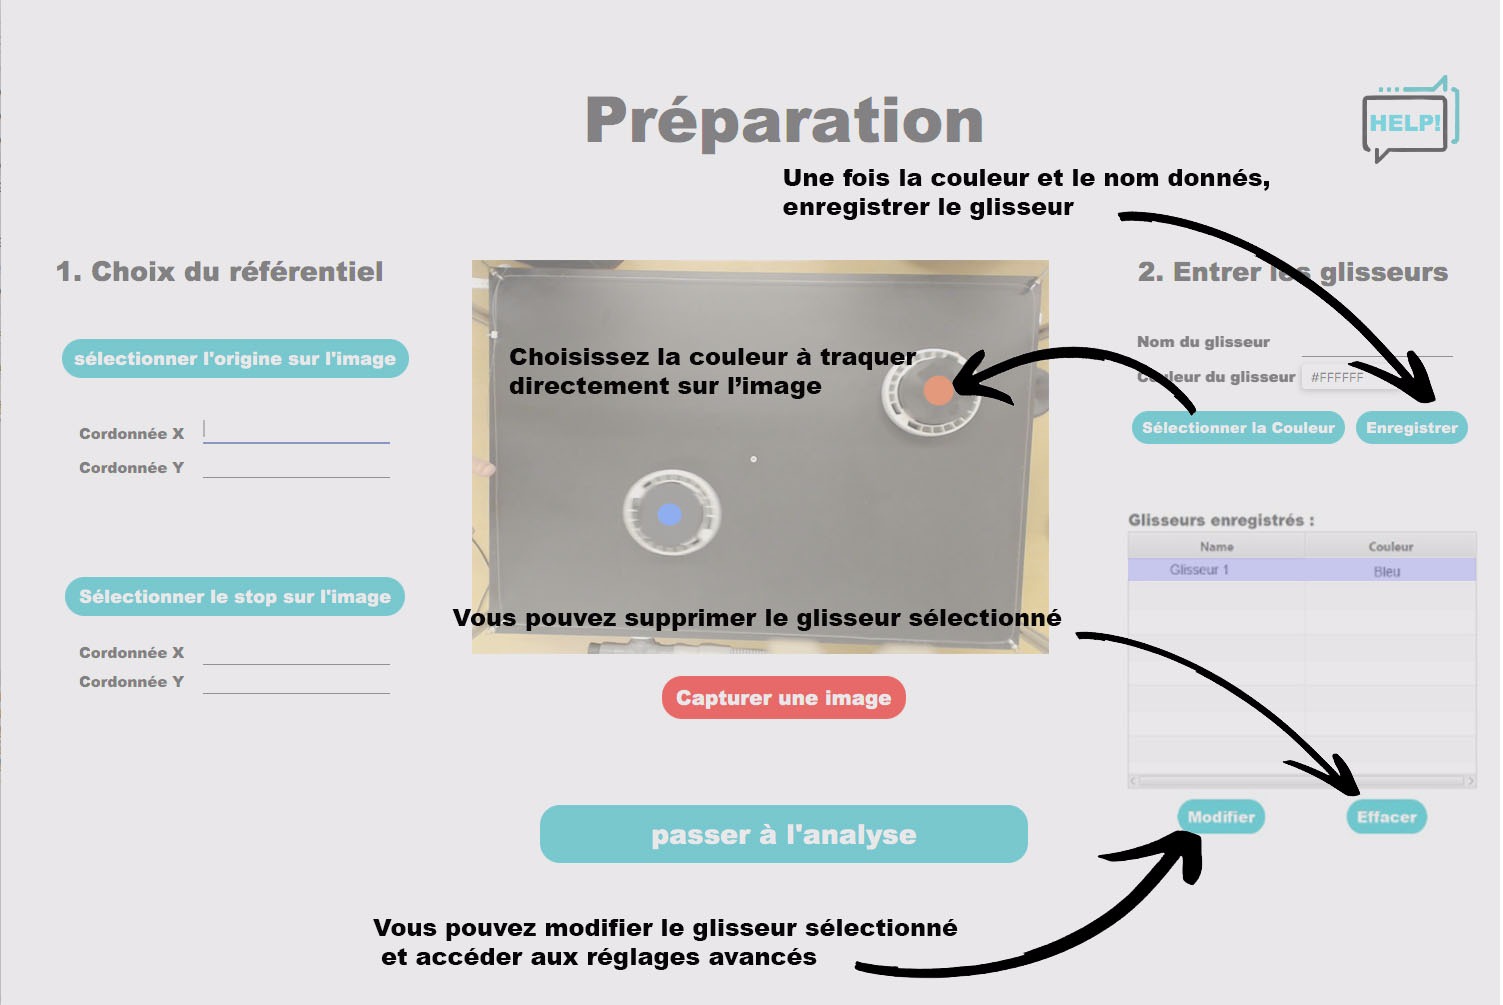 Préparation
HELP!
Une fois la couleur et le nom donnés,
enregistrer le glisseur
1. Choix du référentiel
sélectionner l'origine sur l'image
Cordonnée X
Cordonnée Y
Sélectionner le stop sur l'image
Cordonnée X
Cordonnée Y
Choisissez la couleur à traquer
directement sur l’image
Vous pouvez supprimer le glisseur sélectionné
Capturer une image
passer à l'analyse
2. Entrer les glisseurs
Nom du glisseur
Couleur du glisseur #FFFFFF
Sélectionner la Couleur Enregistrer
Glisseurs enregistrés :
Name Couleur
Glisseur 1 Bleu
Modifier Effacer
Vous pouvez modifier le glisseur sélectionné
et accéder aux réglages avancés